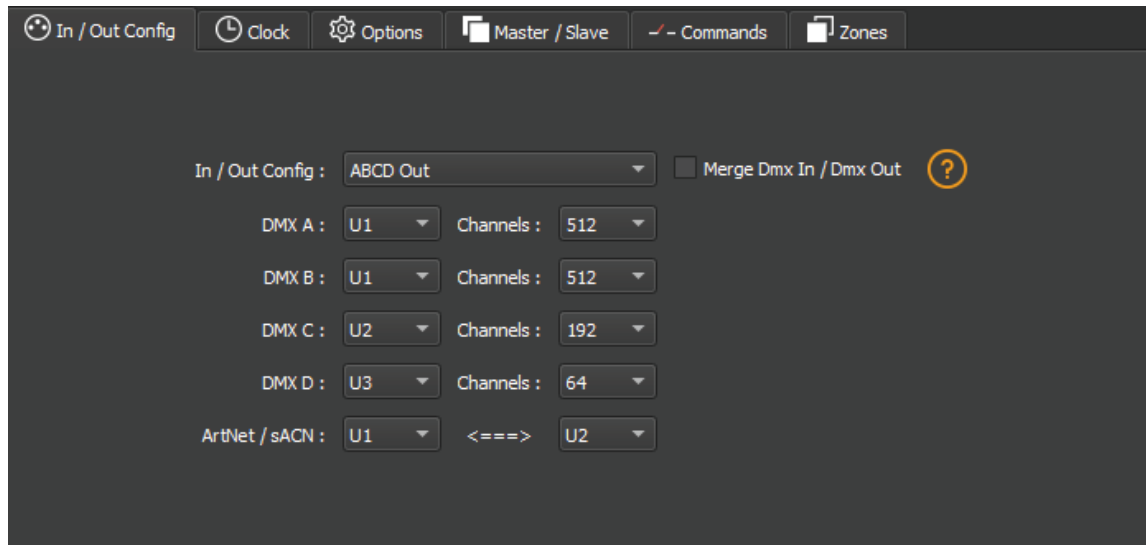 In / Out Config Clock Options Master / Slave Commands Zones
In / Out Config : ABCD Out Merge Dmx In / Dmx Out ?
DMX A : U1 Channels : 512
DMX B : U1 Channels : 512
DMX C : U2 Channels : 192
DMX D : U3 Channels : 64
ArtNet / sACN : U1 <===> U2